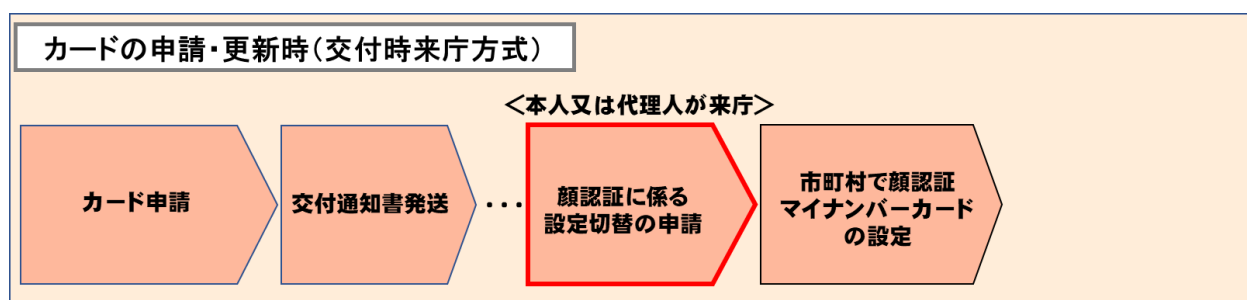 カードの申請・更新時(交付時来庁方式)
＜本人又は代理人が来庁＞
カード申請
交付通知書発送
・・・
顔認証に係る
設定切替の申請
市町村で顔認証
マイナンバーカード
の設定